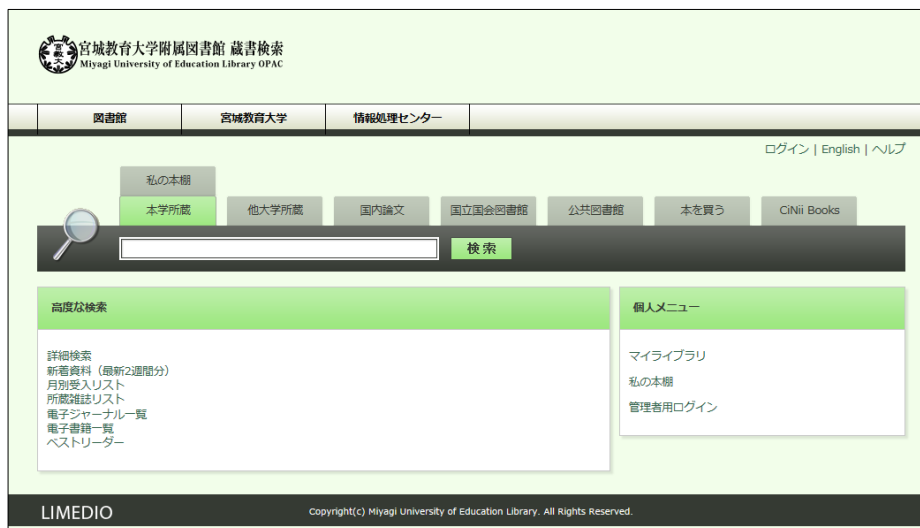 宮城教育大学附属図書館 蔵書検索
Miyagi University of Education Library OPAC
図書館 宮城教育大学 情報処理センター
ログイン | English | ヘルプ
私の本棚
本学所蔵 他大学所蔵 国内論文 国立国会図書館 公共図書館 本を買う CiNii Books
検索
高度な検索
詳細検索
新着資料（最新2週間分）
月別受入リスト
所蔵雑誌リスト
電子ジャーナル一覧
電子書籍一覧
ベストリーダー
個人メニュー
マイライブラリ
私の本棚
管理者用ログイン
LIMEDIO
Copyright(c) Miyagi University of Education Library. All Rights Reserved.